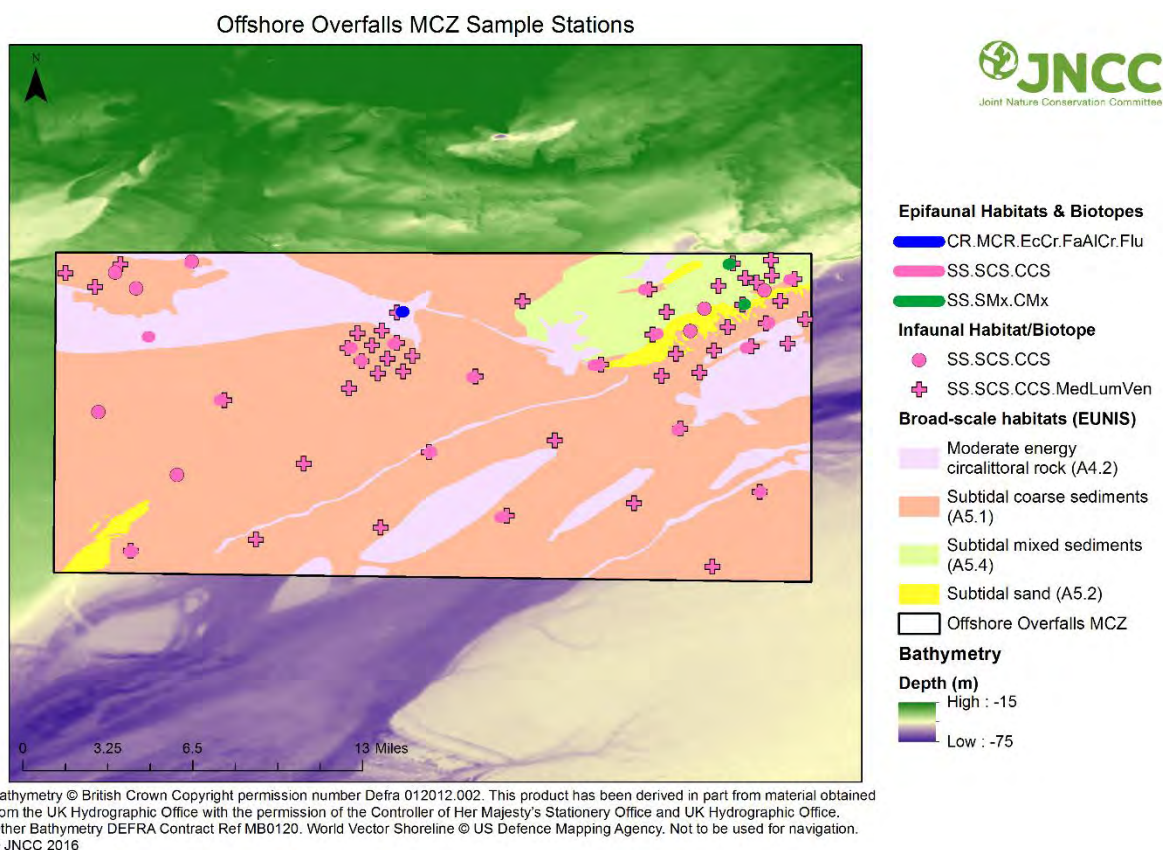 Offshore Overfalls MCZ Sample Stations
N
JNCC
Joint Nature Conservation Committee
Epifaunal Habitats & Biotopes
CR.MCR.EcCr.FaAlCr.Flu
SS.SCS.CCS
SS.SMx.CMx
Infaunal Habitat/Biotope
SS.SCS.CCS
SS.SCS.CCS.MedLumVen
Broad-scale habitats (EUNIS)
Moderate energy
circalittoral rock (A4.2)
Subtidal coarse sediments
(A5.1)
Subtidal mixed sediments
(A5.4)
Subtidal sand (A5.2)
Offshore Overfalls MCZ
Bathymetry
Depth (m)
High : -15
Low : -75
0 3.25 6.5 13 Miles
athymetry © British Crown Copyright permission number Defra 012012.002. This product has been derived in part from material obtained
om the UK Hydrographic Office with the permission of the Controller of Her Majesty's Stationery Office and UK Hydrographic Office.
ther Bathymetry DEFRA Contract Ref MB0120. World Vector Shoreline © US Defence Mapping Agency. Not to be used for navigation.
JNCC 2016